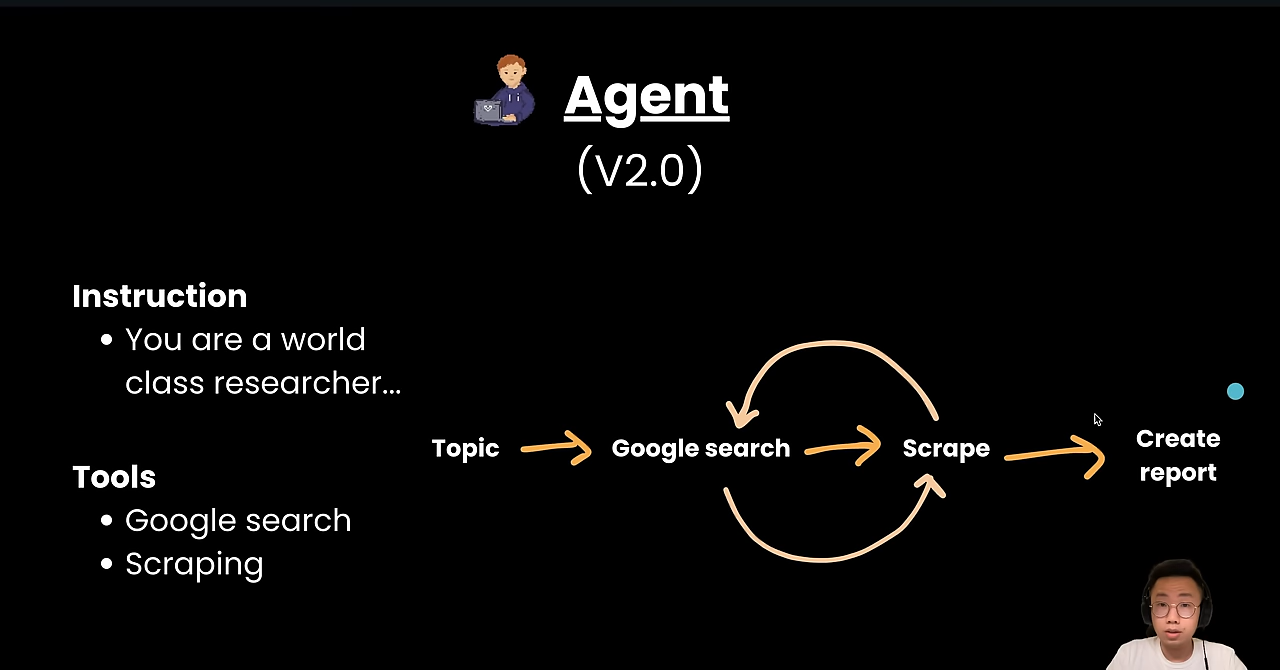 Agent
(V2.0)
Instruction
• You are a world
class researcher...
Tools
• Google search
• Scraping
Topic
Google search
Scrape
Create
report